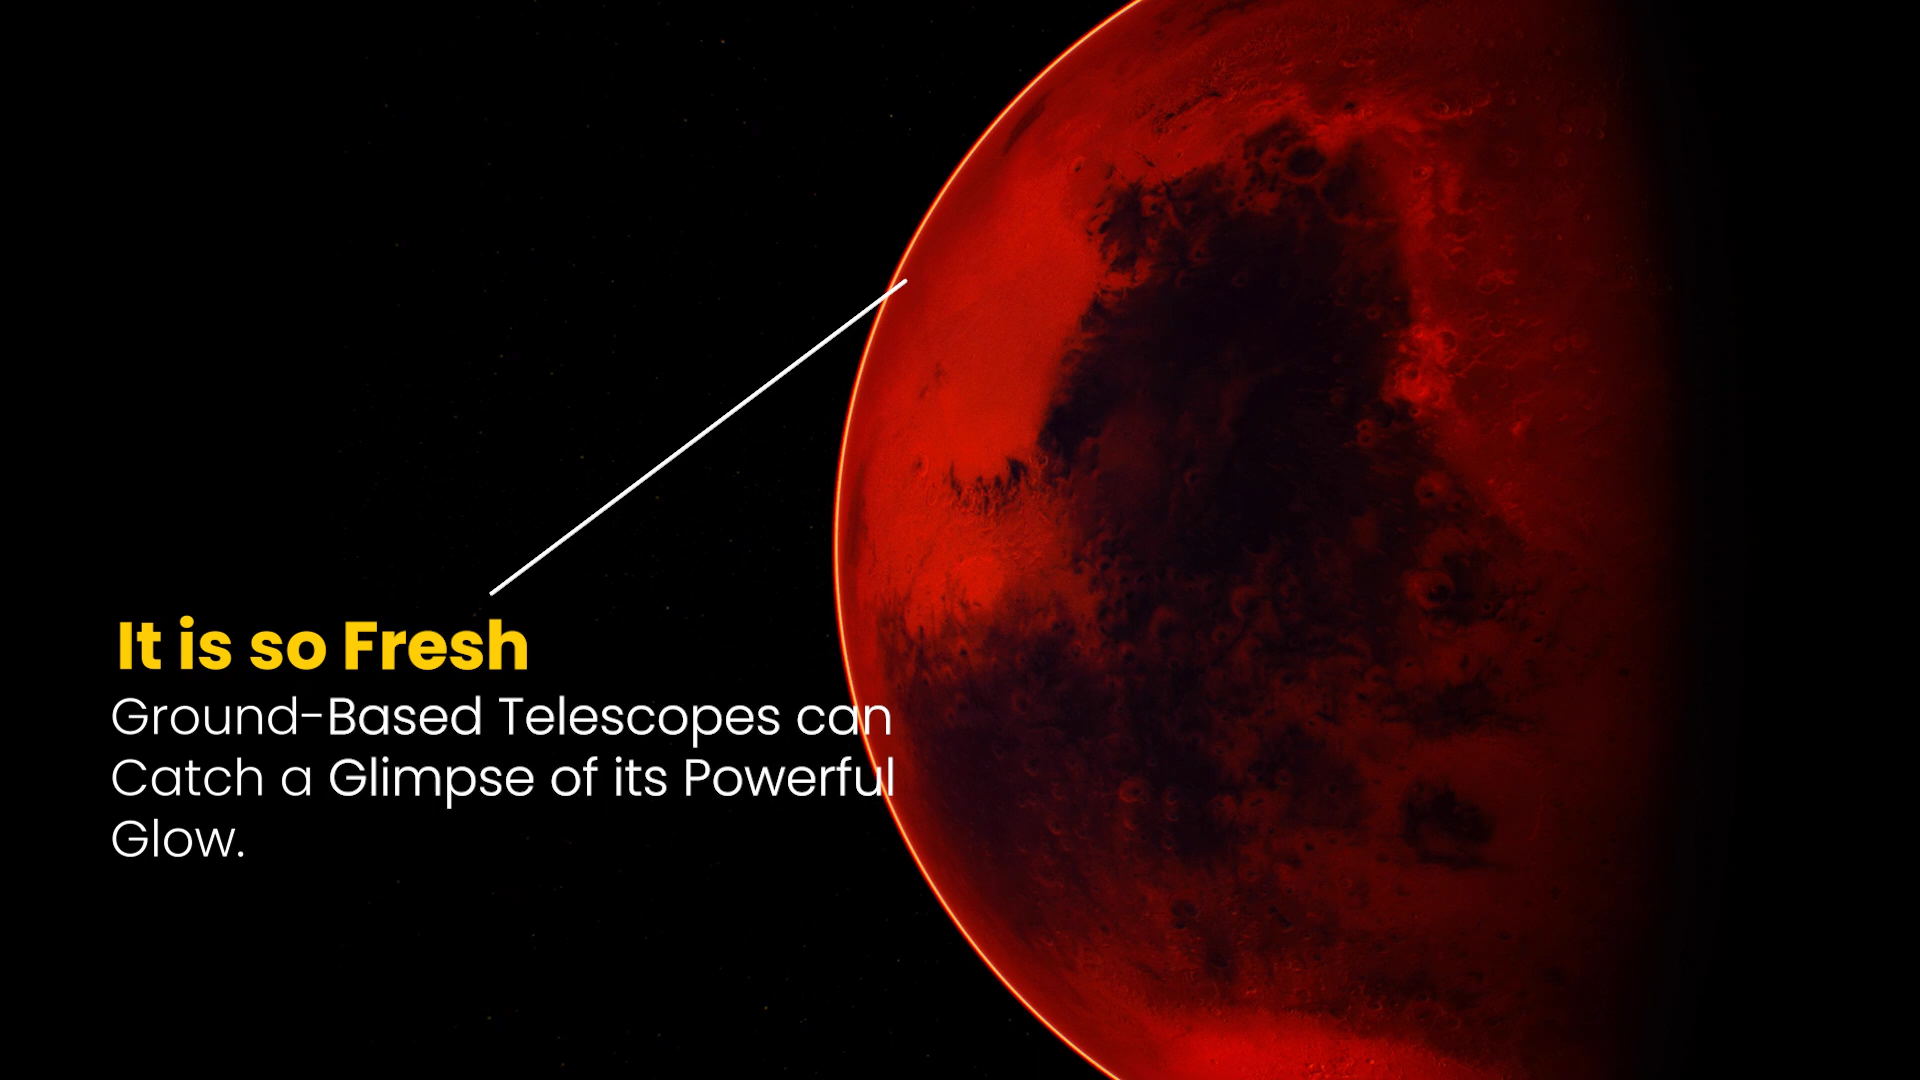 It is so Fresh
Ground-Based Telescopes can
Catch a Glimpse of its Powerful
Glow.